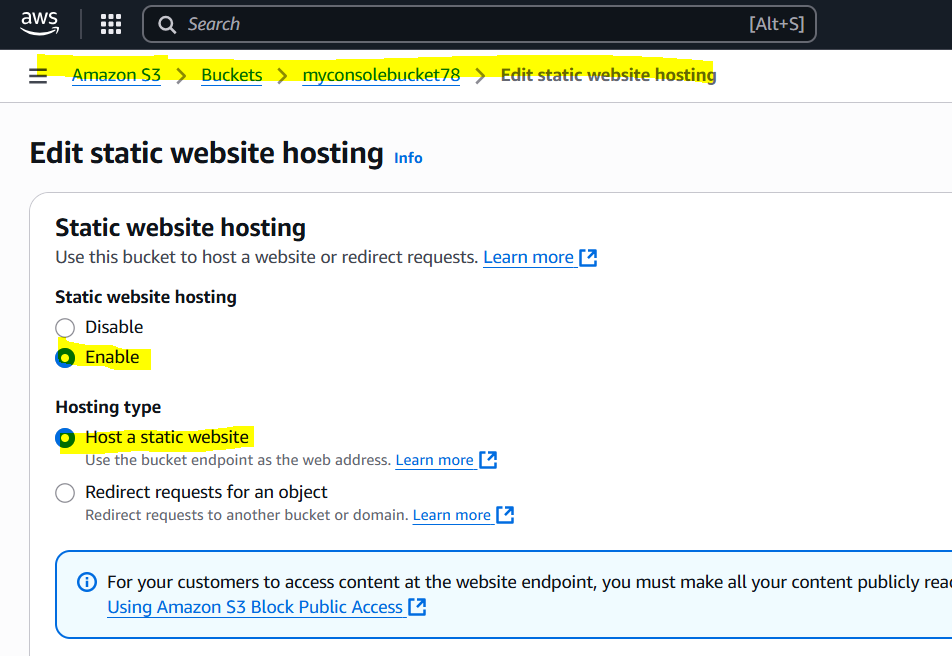 aws
Search [Alt+S]
Amazon S3 > Buckets > myconsolebucket78 > Edit static website hosting
Edit static website hosting Info
Static website hosting
Use this bucket to host a website or redirect requests. Learn more
Static website hosting
Disable
Enable
Hosting type
Host a static website
Use the bucket endpoint as the web address. Learn more
Redirect requests for an object
Redirect requests to another bucket or domain. Learn more
For your customers to access content at the website endpoint, you must make all your content publicly
Using Amazon S3 Block Public Access